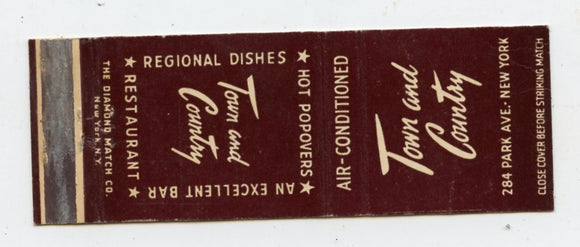 Town and
Country
AIR-CONDITIONED
284 PARK AVE. · NEW YORK
CLOSE COVER BEFORE STRIKING MATCH
REGIONAL DISHES
★ HOT POPOVERS ★
AN EXCELLENT BAR
★ RESTAURANT ★
Town and
Country
THE DIAMOND MATCH CO.
New York, N.Y.